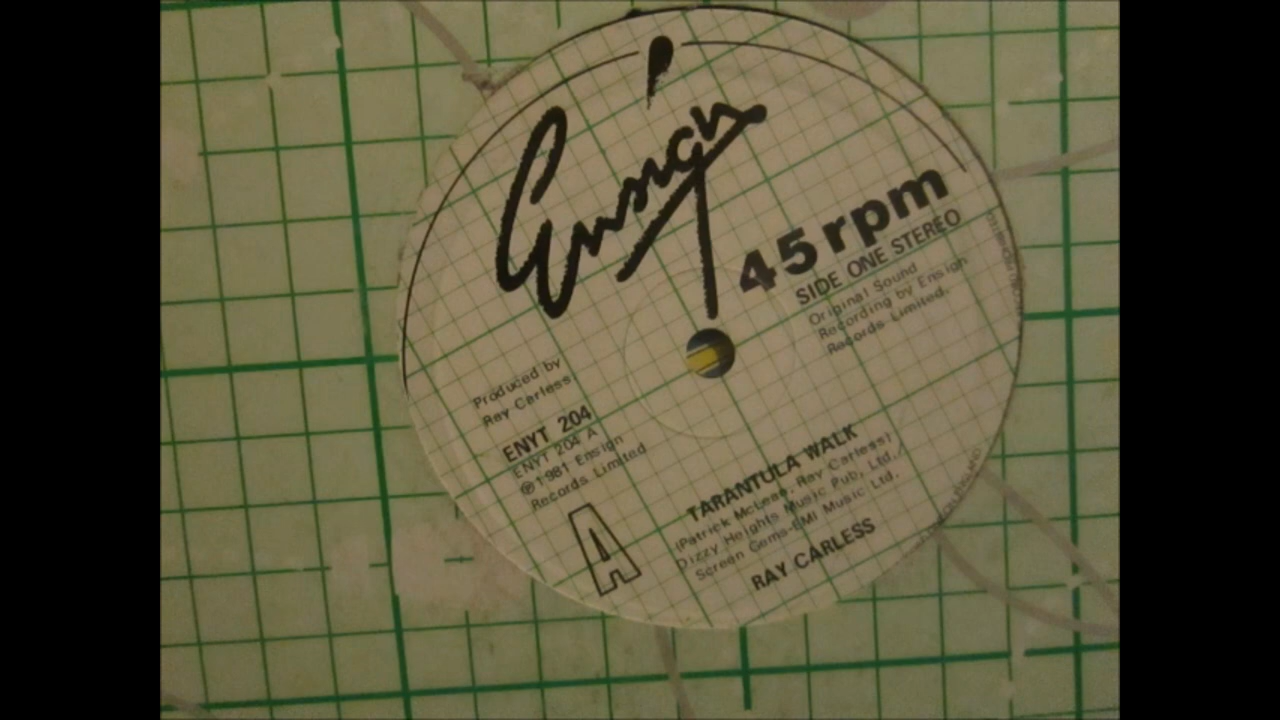 Ensign
45 rpm
SIDE ONE STEREO
Original Sound
Recording by Ensign
Records Limited.
Produced by
Ray Carless
ENYT 204
ENYT 204 A
℗1981 Ensign
Records Limited
A
TARANTULA WALK
(Patrick McLean, Ray Carless)
Dizzy Heights Music Pub, Ltd./
Screen Gems-EMI Music Ltd.
RAY CARLESS